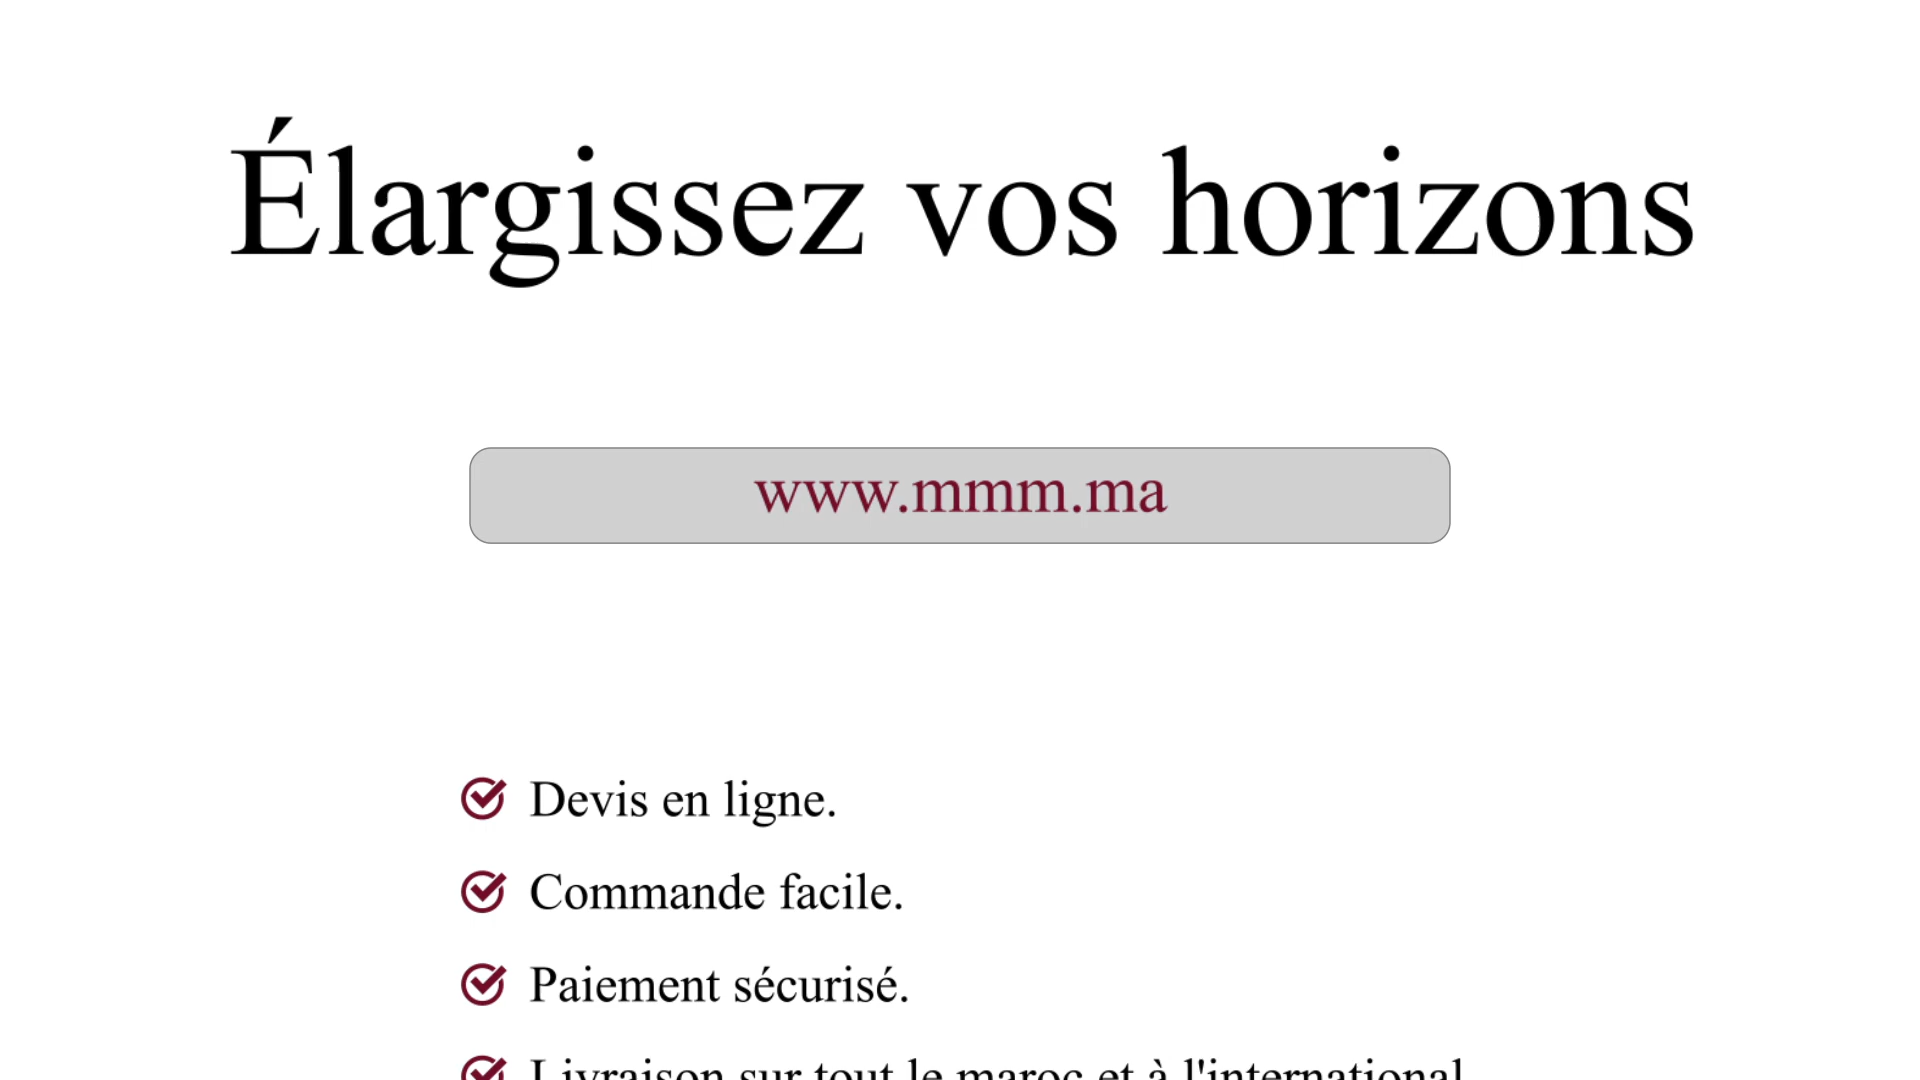 Élargissez vos horizons
www.mmm.ma
Devis en ligne.
Commande facile.
Paiement sécurisé.
Livraison sur tout le maroc et à l'international